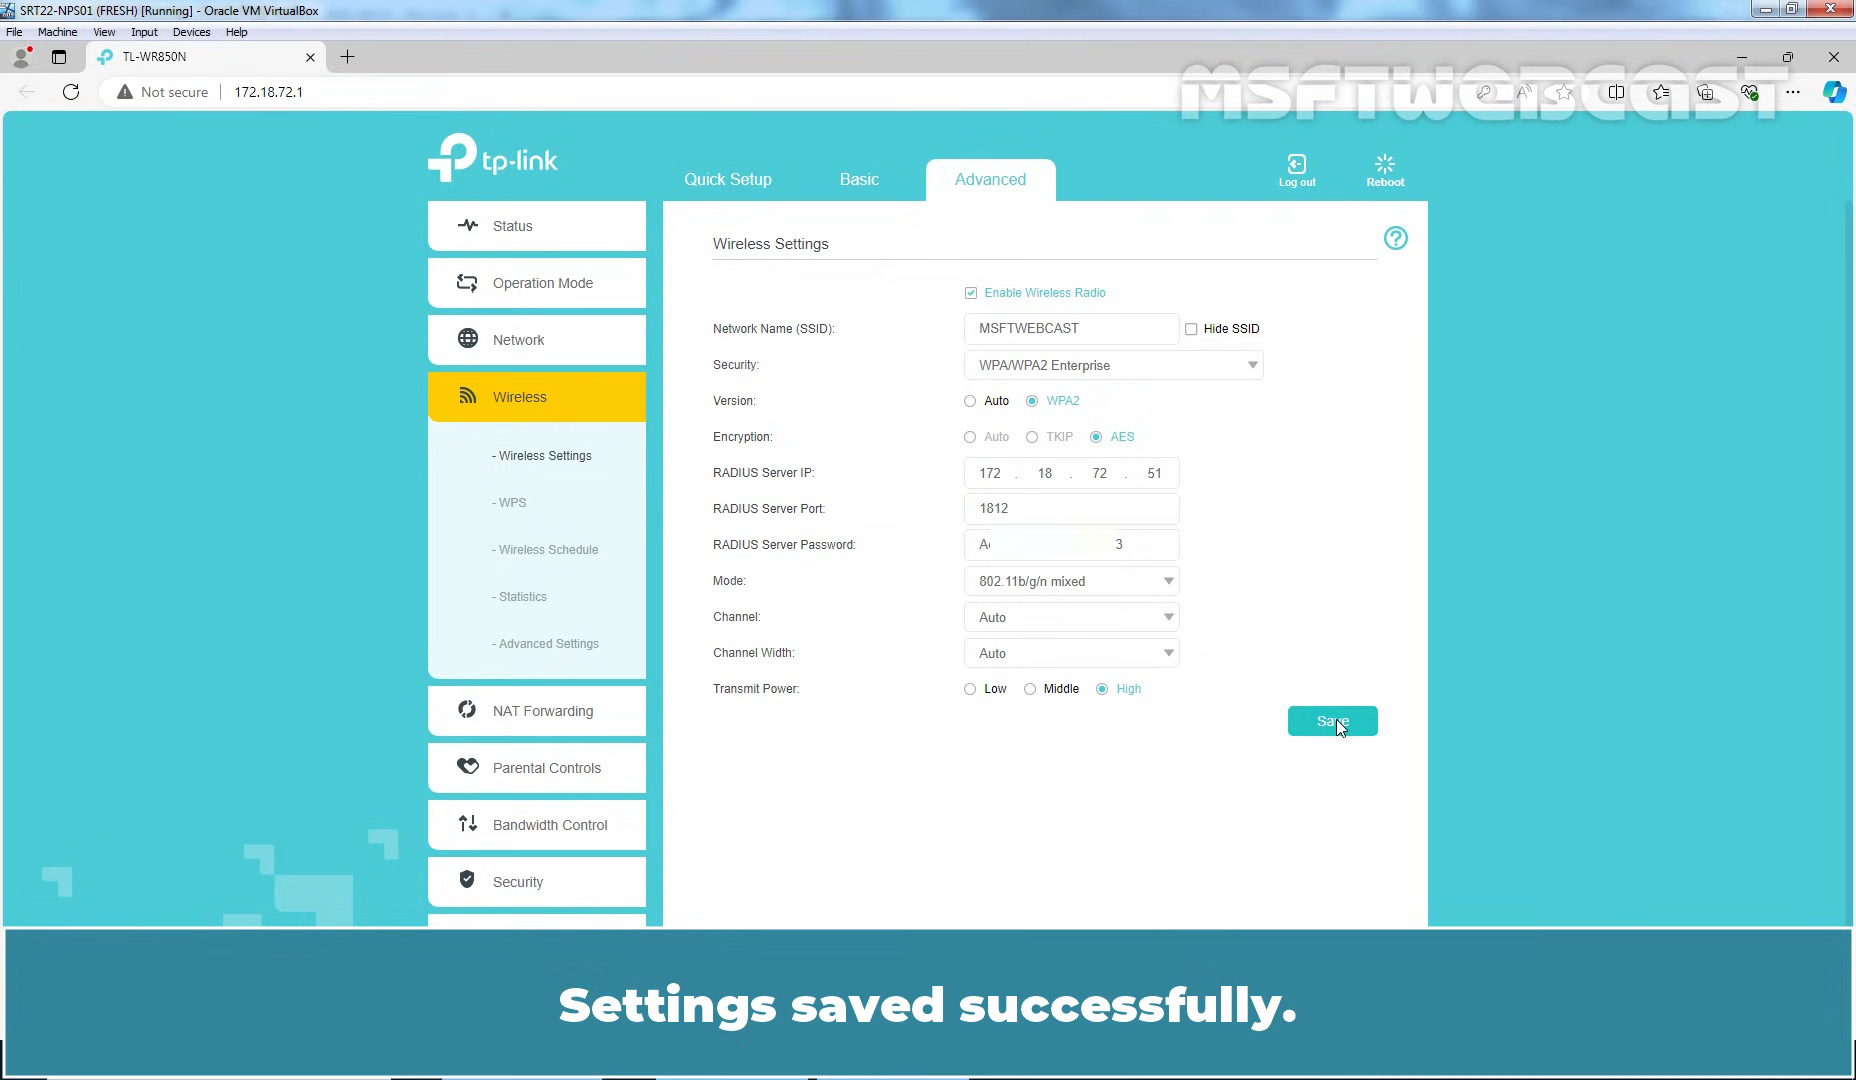 SRT22-NPS01 (FRESH) [Running] - Oracle VM VirtualBox
File Machine View Input Devices Help
TL-WR850N
Not secure 172.18.72.1
MSFTWEBCAST
tp-link
Quick Setup Basic Advanced
Log out Reboot
Status
Operation Mode
Network
Wireless
- Wireless Settings
- WPS
- Wireless Schedule
- Statistics
- Advanced Settings
NAT Forwarding
Parental Controls
Bandwidth Control
Security
Wireless Settings
Enable Wireless Radio
Network Name (SSID): MSFTWEBCAST Hide SSID
Security: WPA/WPA2 Enterprise
Version: Auto WPA2
Encryption: Auto TKIP AES
RADIUS Server IP: 172 . 18 . 72 . 51
RADIUS Server Port: 1812
RADIUS Server Password: 3
Mode: 802.11b/g/n mixed
Channel: Auto
Channel Width: Auto
Transmit Power: Low Middle High
Save
Settings saved successfully.